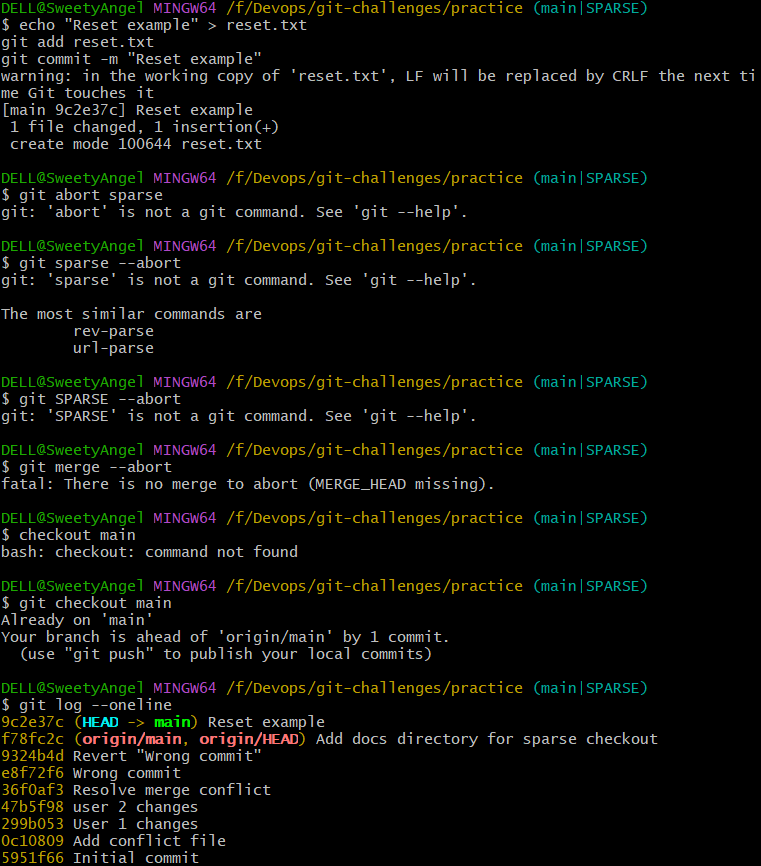 DELL@SweetyAngel MINGW64 /f/Devops/git-challenges/practice (main|SPARSE)
$ echo "Reset example" > reset.txt
git add reset.txt
git commit -m "Reset example"
warning: in the working copy of 'reset.txt', LF will be replaced by CRLF the next ti
me Git touches it
[main 9c2e37c] Reset example
 1 file changed, 1 insertion(+)
 create mode 100644 reset.txt

DELL@SweetyAngel MINGW64 /f/Devops/git-challenges/practice (main|SPARSE)
$ git abort sparse
git: 'abort' is not a git command. See 'git --help'.

DELL@SweetyAngel MINGW64 /f/Devops/git-challenges/practice (main|SPARSE)
$ git sparse --abort
git: 'sparse' is not a git command. See 'git --help'.

The most similar commands are
        rev-parse
        url-parse

DELL@SweetyAngel MINGW64 /f/Devops/git-challenges/practice (main|SPARSE)
$ git SPARSE --abort
git: 'SPARSE' is not a git command. See 'git --help'.

DELL@SweetyAngel MINGW64 /f/Devops/git-challenges/practice (main|SPARSE)
$ git merge --abort
fatal: There is no merge to abort (MERGE_HEAD missing).

DELL@SweetyAngel MINGW64 /f/Devops/git-challenges/practice (main|SPARSE)
$ checkout main
bash: checkout: command not found

DELL@SweetyAngel MINGW64 /f/Devops/git-challenges/practice (main|SPARSE)
$ git checkout main
Already on 'main'
Your branch is ahead of 'origin/main' by 1 commit.
  (use "git push" to publish your local commits)

DELL@SweetyAngel MINGW64 /f/Devops/git-challenges/practice (main|SPARSE)
$ git log --oneline
9c2e37c (HEAD -> main) Reset example
f78fc2c (origin/main, origin/HEAD) Add docs directory for sparse checkout
9324b4d Revert "Wrong commit"
e8f72f6 Wrong commit
36f0af3 Resolve merge conflict
47b5f98 user 2 changes
299b053 User 1 changes
0c10809 Add conflict file
5951f66 Initial commit